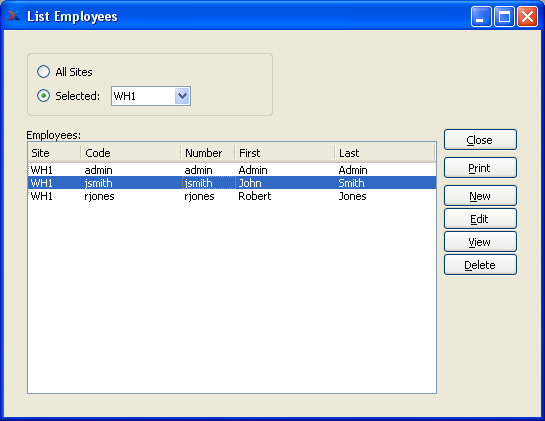 List Employees
All Sites
Selected: WH1
Employees:
Site Code Number First Last
WH1 admin admin Admin Admin
WH1 jsmith jsmith John Smith
WH1 rjones rjones Robert Jones
Close
Print
New
Edit
View
Delete